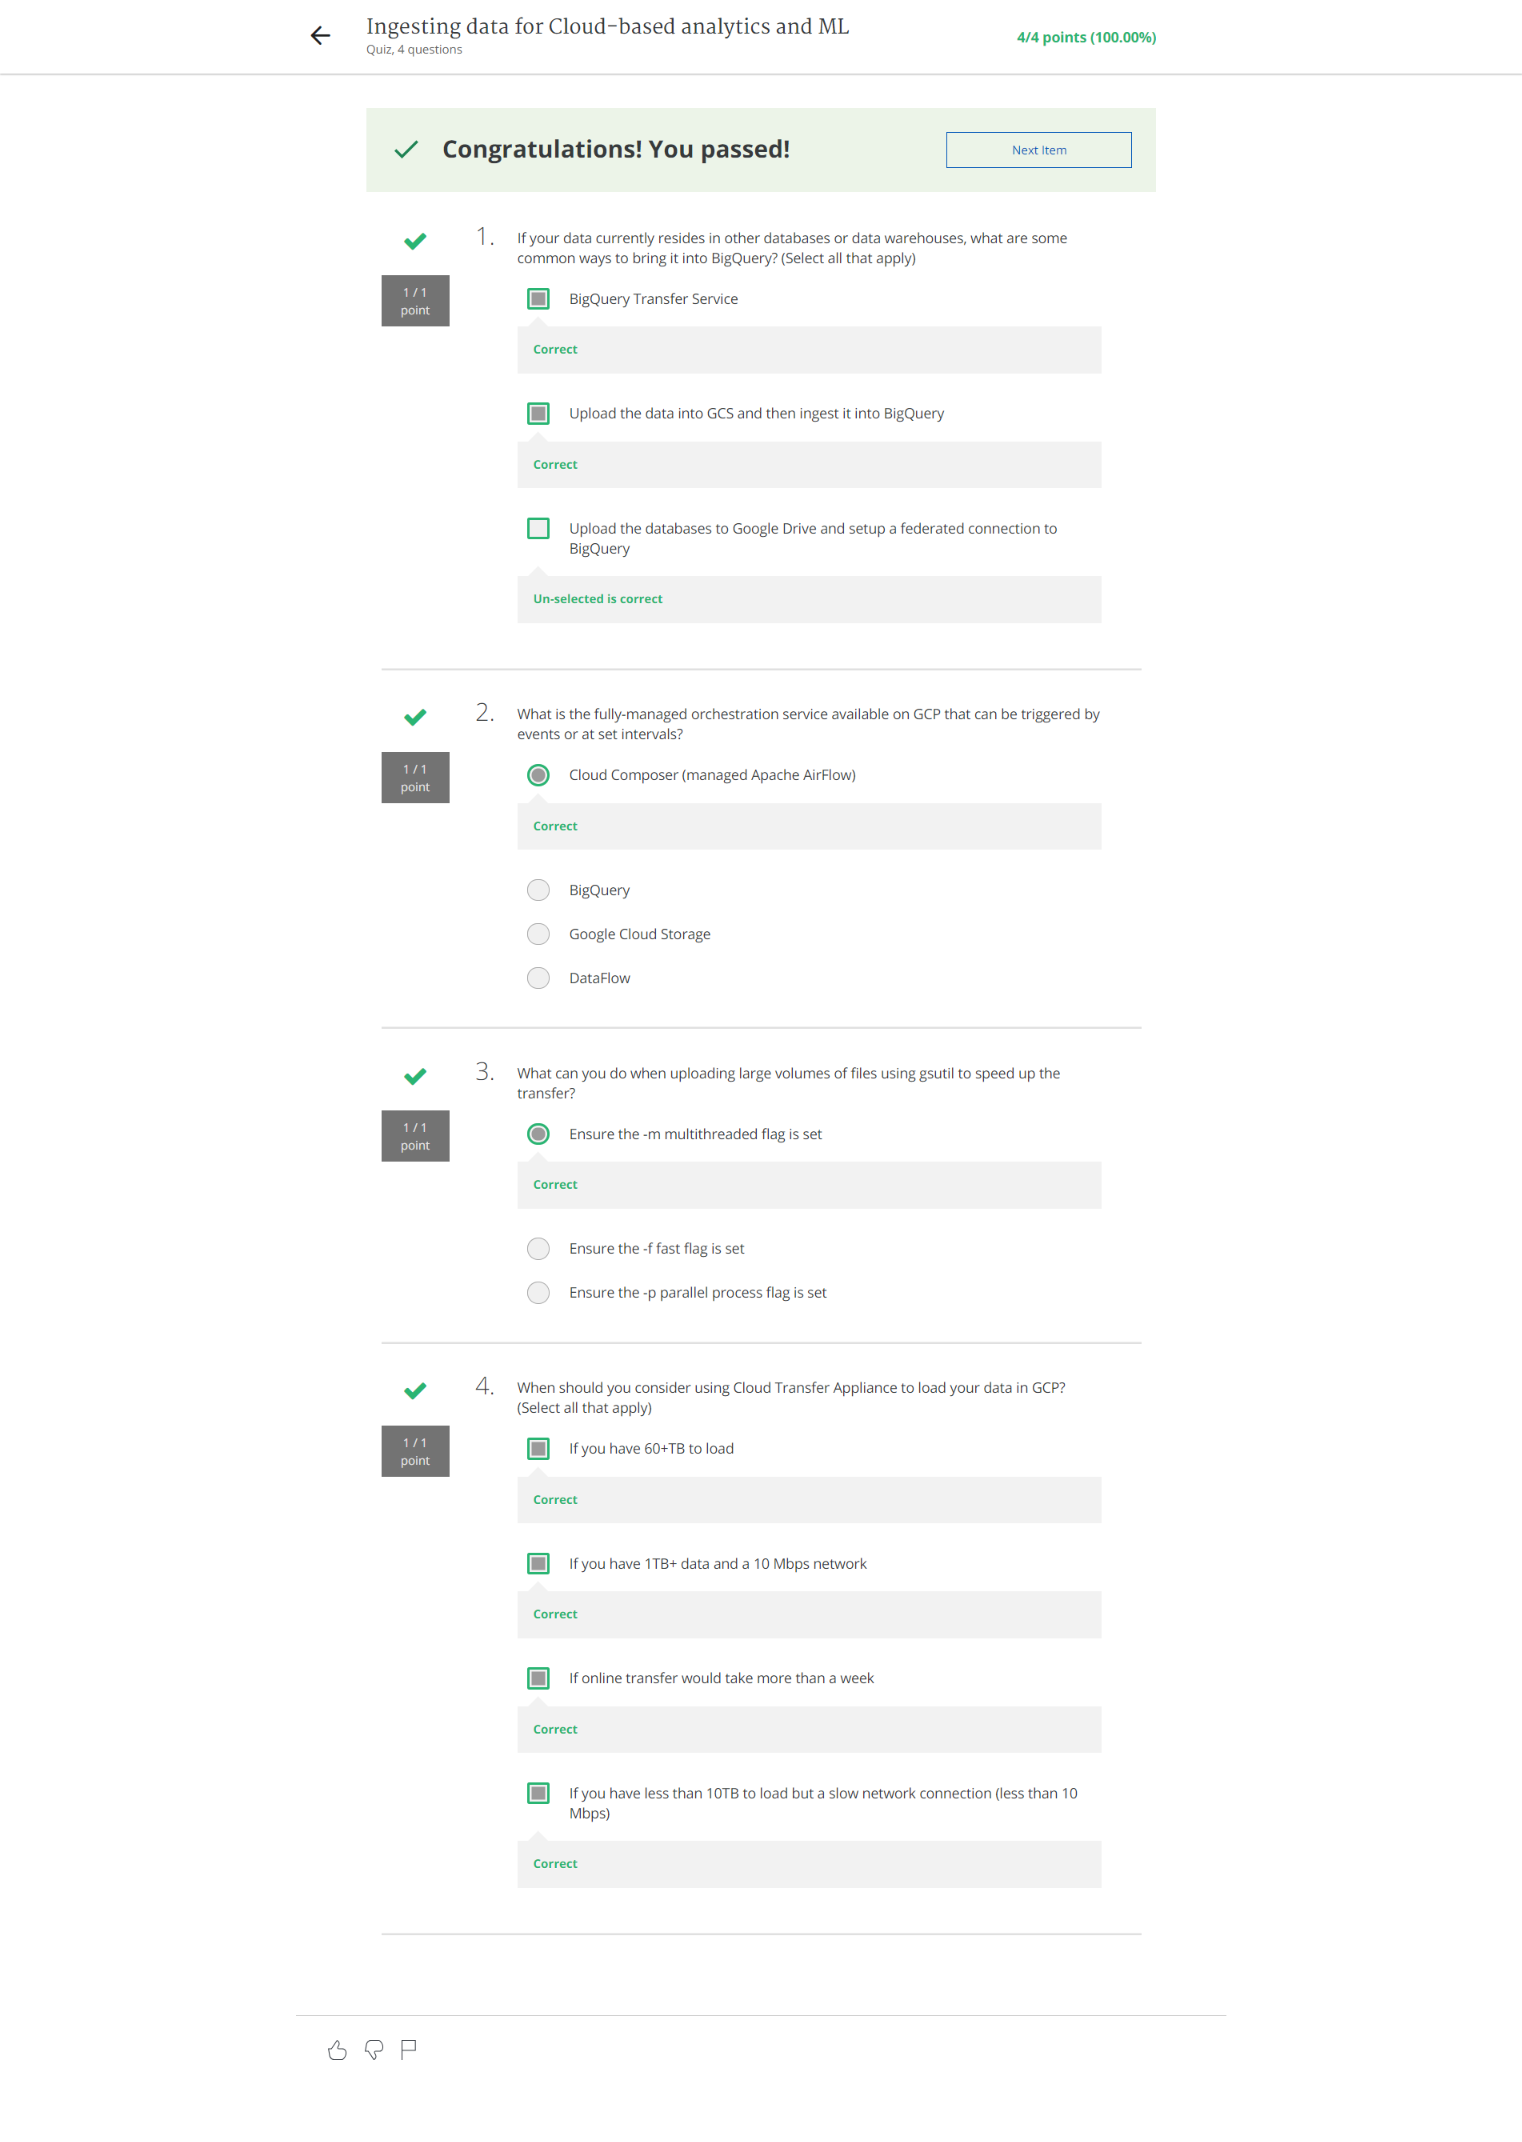 Ingesting data for Cloud-based analytics and ML
Quiz, 4 questions
4/4 points (100.00%)
Congratulations! You passed!
Next Item
1.
If your data currently resides in other databases or data warehouses, what are some
common ways to bring it into BigQuery? (Select all that apply)
1 / 1
point
BigQuery Transfer Service
Correct
Upload the data into GCS and then ingest it into BigQuery
Correct
Upload the databases to Google Drive and setup a federated connection to
BigQuery
Un-selected is correct
2.
What is the fully-managed orchestration service available on GCP that can be triggered by
events or at set intervals?
1 / 1
point
Cloud Composer (managed Apache AirFlow)
Correct
BigQuery
Google Cloud Storage
DataFlow
3.
What can you do when uploading large volumes of files using gsutil to speed up the
transfer?
1 / 1
point
Ensure the -m multithreaded flag is set
Correct
Ensure the -f fast flag is set
Ensure the -p parallel process flag is set
4.
When should you consider using Cloud Transfer Appliance to load your data in GCP?
(Select all that apply)
1 / 1
point
If you have 60+TB to load
Correct
If you have 1TB+ data and a 10 Mbps network
Correct
If online transfer would take more than a week
Correct
If you have less than 10TB to load but a slow network connection (less than 10
Mbps)
Correct